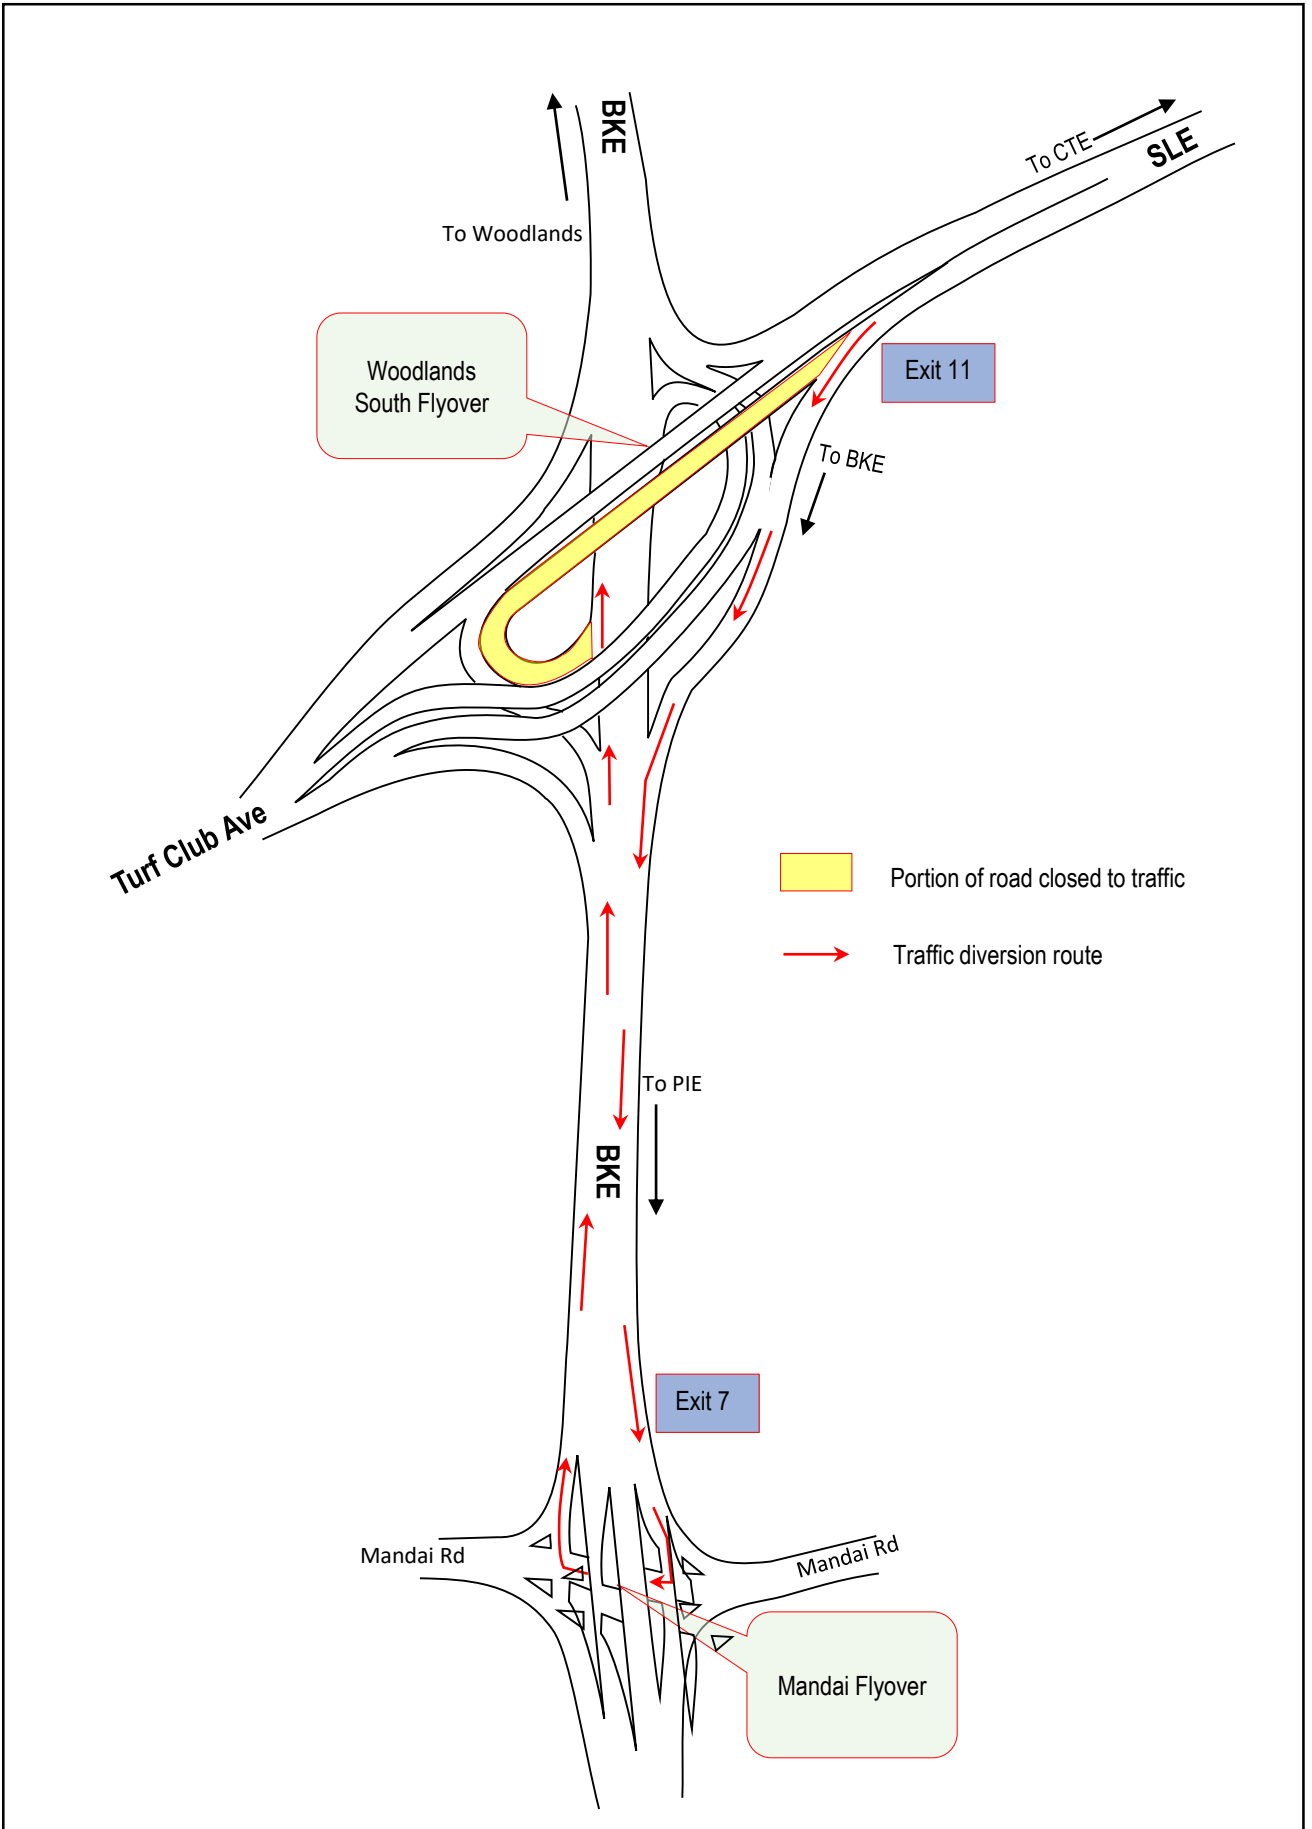 BKE
To CTE
SLE
To Woodlands
Woodlands
South Flyover
Exit 11
To BKE
Turf Club Ave
Portion of road closed to traffic
Traffic diversion route
To PIE
BKE
Exit 7
Mandai Rd
Mandai Rd
Mandai Flyover